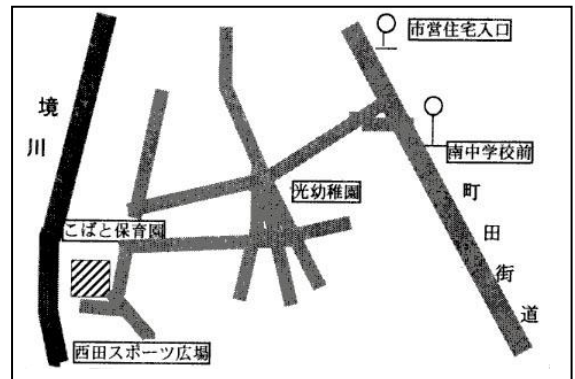 市営住宅入口
境川
南中学校前
光幼稚園
町田街道
こばと保育園
西田スポーツ広場